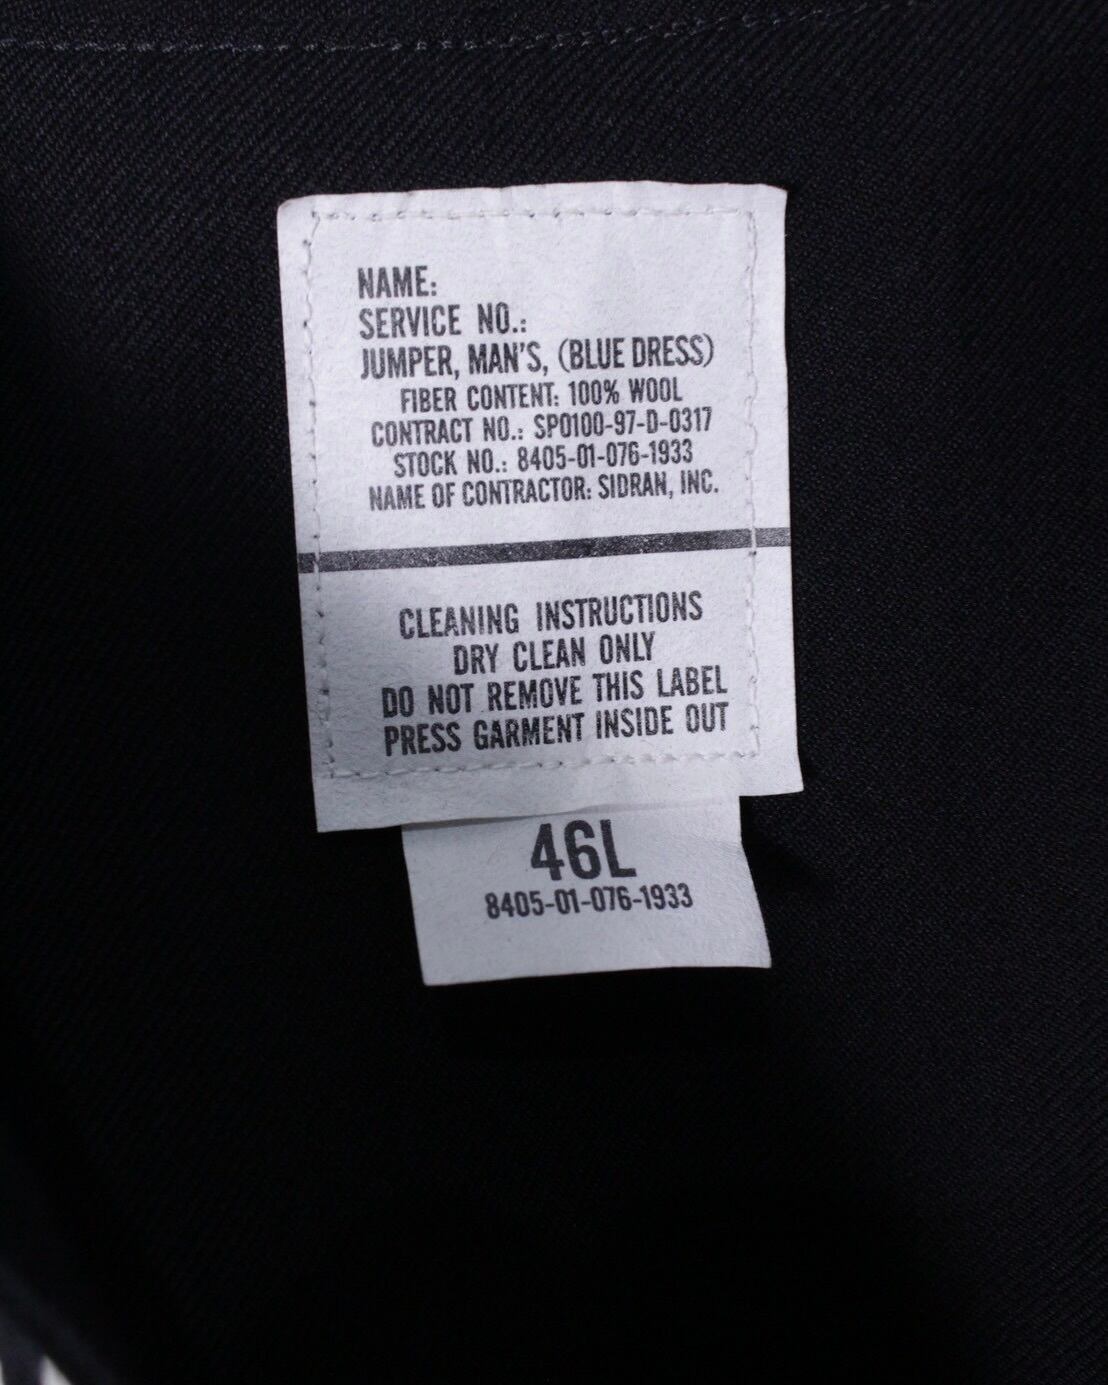 NAME:
SERVICE NO.:
JUMPER, MAN'S, (BLUE DRESS)
FIBER CONTENT: 100% WOOL
CONTRACT NO.: SPO100-97-D-0317
STOCK NO.: 8405-01-076-1933
NAME OF CONTRACTOR: SIDRAN, INC.
CLEANING INSTRUCTIONS
DRY CLEAN ONLY
DO NOT REMOVE THIS LABEL
PRESS GARMENT INSIDE OUT
46L
8405-01-076-1933